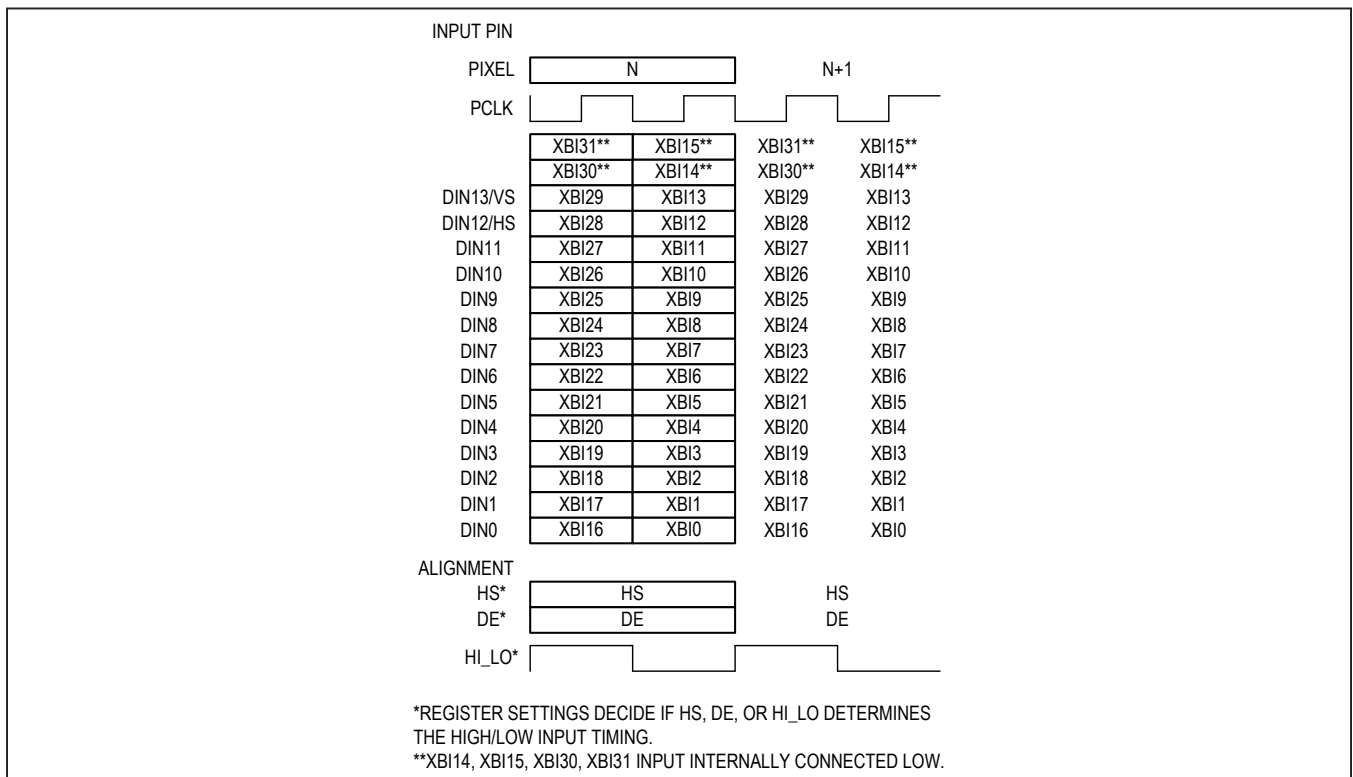 INPUT PIN
PIXEL N N+1
PCLK
XBI31** XBI15** XBI31** XBI15**
XBI30** XBI14** XBI30** XBI14**
DIN13/VS XBI29 XBI13 XBI29 XBI13
DIN12/HS XBI28 XBI12 XBI28 XBI12
DIN11 XBI27 XBI11 XBI27 XBI11
DIN10 XBI26 XBI10 XBI26 XBI10
DIN9 XBI25 XBI9 XBI25 XBI9
DIN8 XBI24 XBI8 XBI24 XBI8
DIN7 XBI23 XBI7 XBI23 XBI7
DIN6 XBI22 XBI6 XBI22 XBI6
DIN5 XBI21 XBI5 XBI21 XBI5
DIN4 XBI20 XBI4 XBI20 XBI4
DIN3 XBI19 XBI3 XBI19 XBI3
DIN2 XBI18 XBI2 XBI18 XBI2
DIN1 XBI17 XBI1 XBI17 XBI1
DIN0 XBI16 XBI0 XBI16 XBI0
ALIGNMENT
HS* HS HS
DE* DE DE
HI_LO*
*REGISTER SETTINGS DECIDE IF HS, DE, OR HI_LO DETERMINES
THE HIGH/LOW INPUT TIMING.
**XBI14, XBI15, XBI30, XBI31 INPUT INTERNALLY CONNECTED LOW.